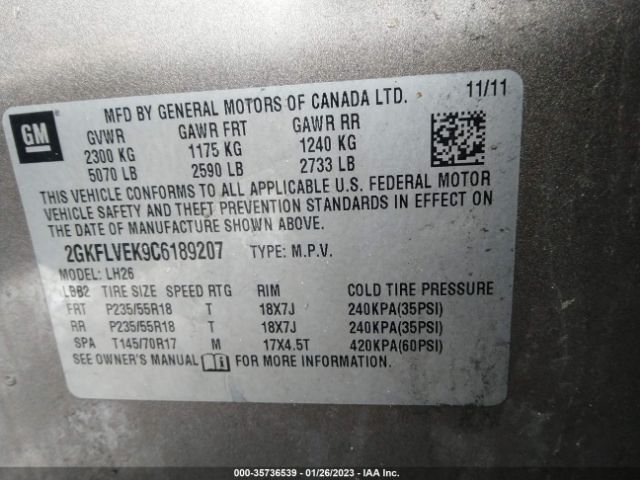 GM
MFD BY GENERAL MOTORS OF CANADA LTD. 11/11
GVWR GAWR FRT GAWR RR
2300 KG 1175 KG 1240 KG
5070 LB 2590 LB 2733 LB
THIS VEHICLE CONFORMS TO ALL APPLICABLE U.S. FEDERAL MOTOR
VEHICLE SAFETY AND THEFT PREVENTION STANDARDS IN EFFECT ON
THE DATE OF MANUFACTURE SHOWN ABOVE.
2GKFLVEK9C6189207 TYPE: M.P.V.
MODEL: LH26
LBB2 TIRE SIZE SPEED RTG RIM COLD TIRE PRESSURE
FRT P235/55R18 T 18X7J 240KPA(35PSI)
RR P235/55R18 T 18X7J 240KPA(35PSI)
SPA T145/70R17 M 17X4.5T 420KPA(60PSI)
SEE OWNER'S MANUAL FOR MORE INFORMATION.
000-35736539 - 01/26/2023 - IAA Inc.